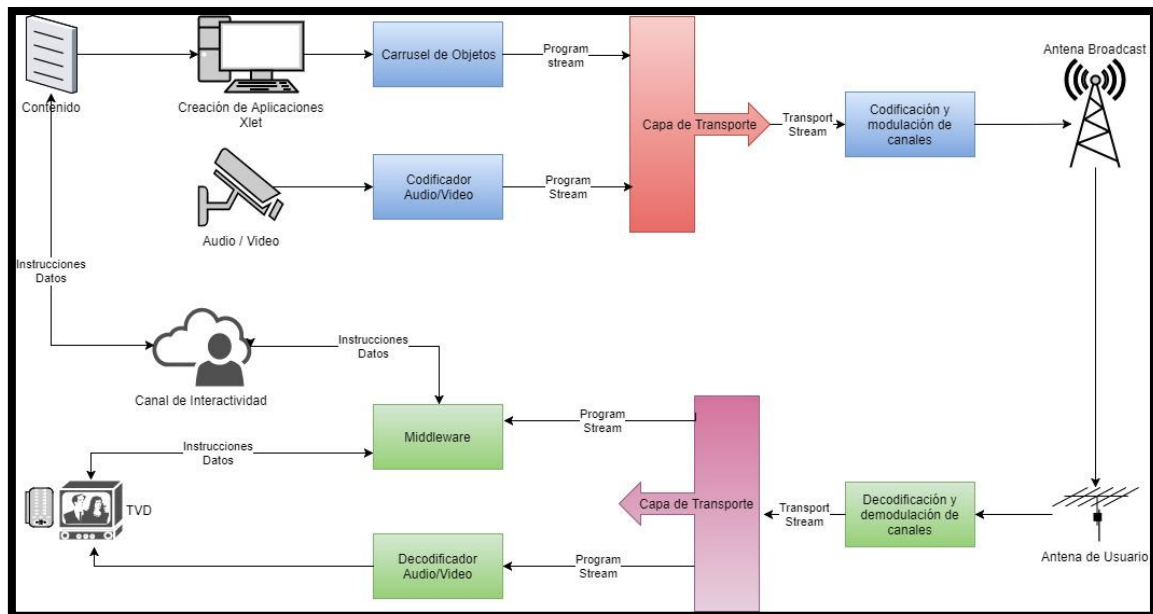 Contenido
Creación de Aplicaciones
Xlet
Carrusel de Objetos
Program
stream
Audio / Video
Codificador
Audio/Video
Program
Stream
Capa de Transporte
Transport
Stream
Codificación y
modulación de
canales
Antena Broadcast
Instrucciones
Datos
Canal de Interactividad
Instrucciones
Datos
Middleware
Program
Stream
Instrucciones
Datos
TVD
Decodificador
Audio/Video
Program
Stream
Capa de Transporte
Transport
Stream
Decodificación y
demodulación de
canales
Antena de Usuario